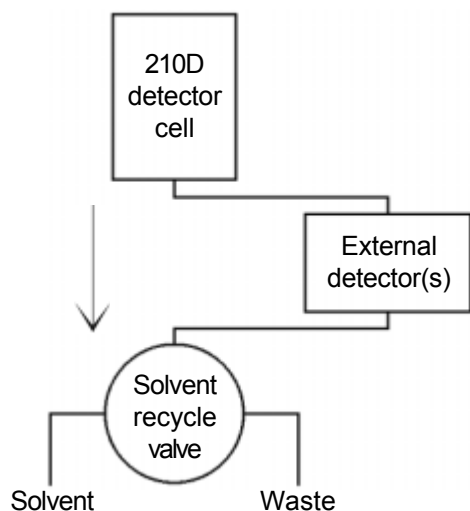 210D
detector
cell
External
detector(s)
Solvent
recycle
valve
Solvent
Waste